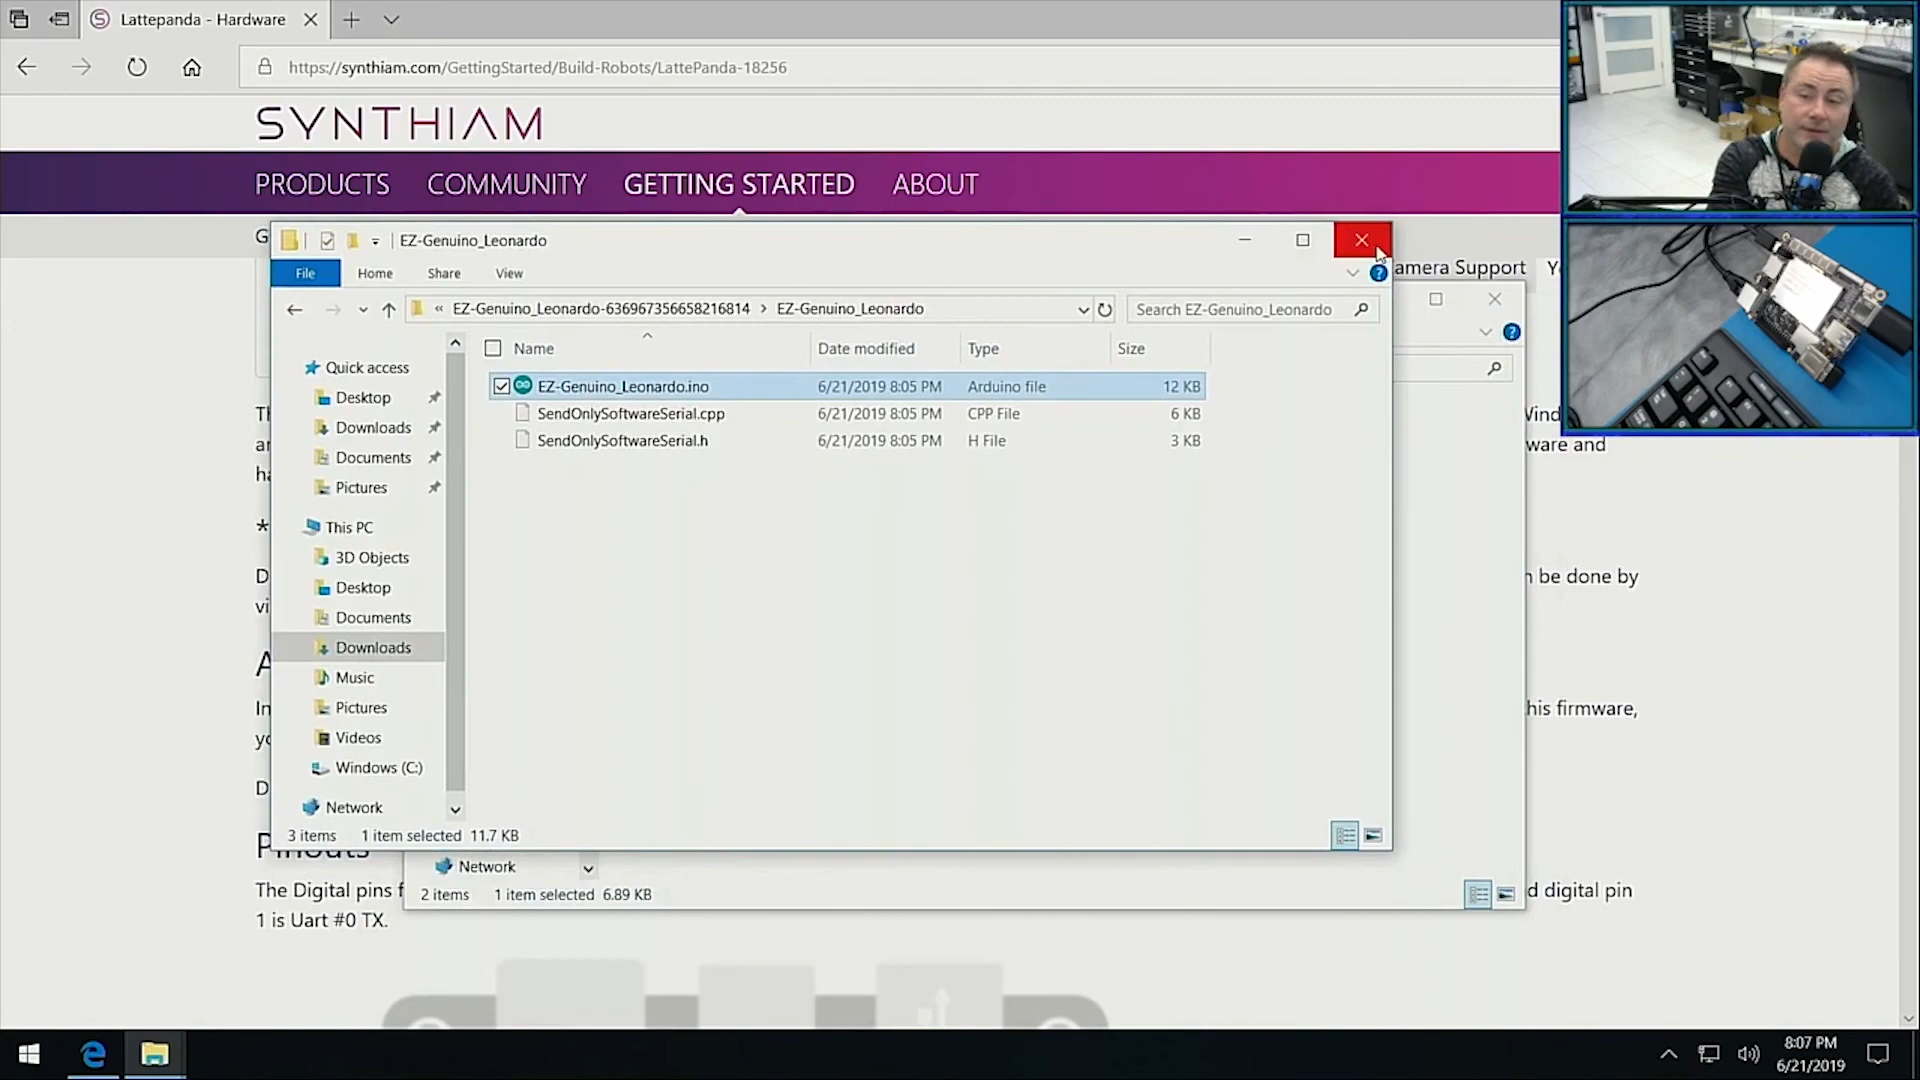 Lattepanda - Hardware
https://synthiam.com/GettingStarted/Build-Robots/LattePanda-18256
SYNTHIAM
PRODUCTS COMMUNITY GETTING STARTED ABOUT
G
EZ-Genuino_Leonardo
File Home Share View
amera Support
« EZ-Genuino_Leonardo-636967356658216814 > EZ-Genuino_Leonardo
Search EZ-Genuino_Leonardo
Name Date modified Type Size
EZ-Genuino_Leonardo.ino 6/21/2019 8:05 PM Arduino file 12 KB
SendOnlySoftwareSerial.cpp 6/21/2019 8:05 PM CPP File 6 KB
SendOnlySoftwareSerial.h 6/21/2019 8:05 PM H File 3 KB
Quick access
Desktop
Downloads
Documents
Pictures
This PC
3D Objects
Desktop
Documents
Downloads
Music
Pictures
Videos
Windows (C:)
Network
3 items 1 item selected 11.7 KB
ware and
*
n be done by
his firmware,
Pinouts
Network
2 items 1 item selected 6.89 KB
The Digital pins f
d digital pin
1 is Uart #0 TX.
8:07 PM
6/21/2019